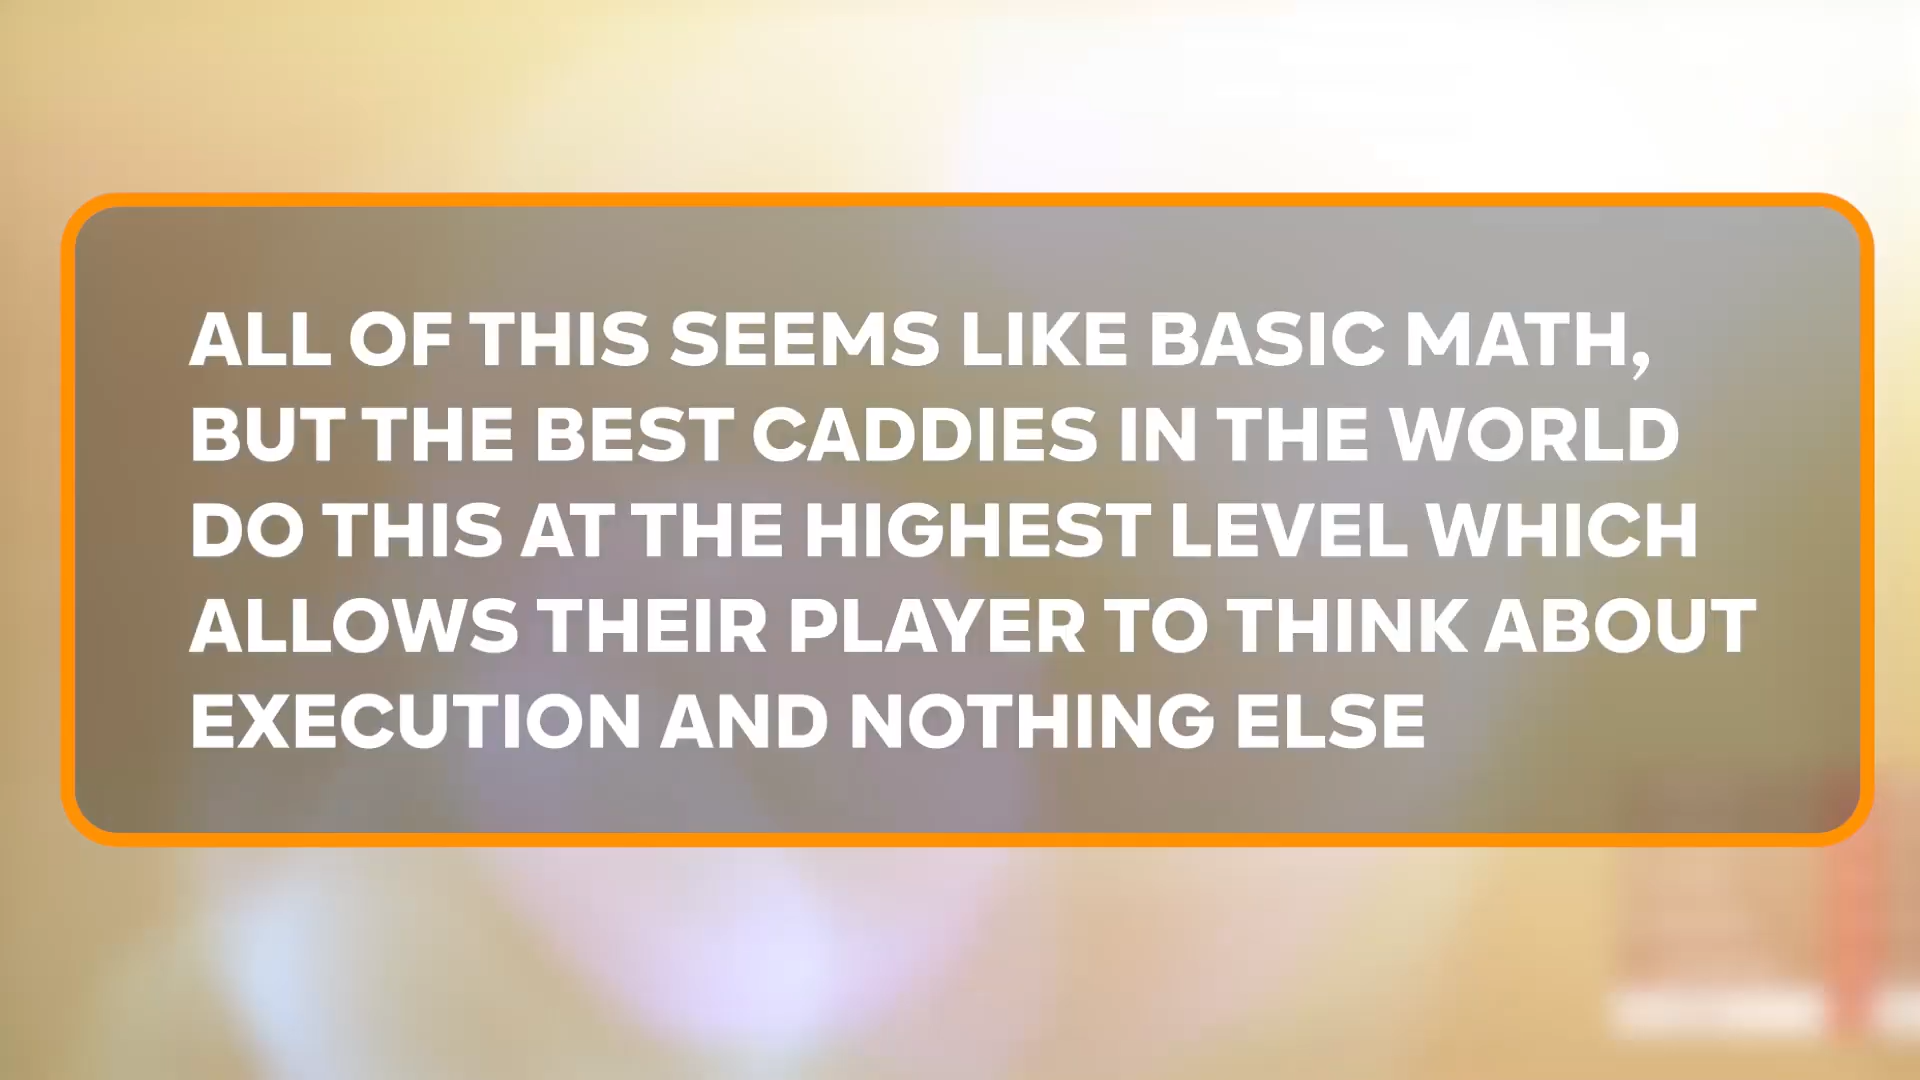 ALL OF THIS SEEMS LIKE BASIC MATH,
BUT THE BEST CADDIES IN THE WORLD
DO THIS AT THE HIGHEST LEVEL WHICH
ALLOWS THEIR PLAYER TO THINK ABOUT
EXECUTION AND NOTHING ELSE